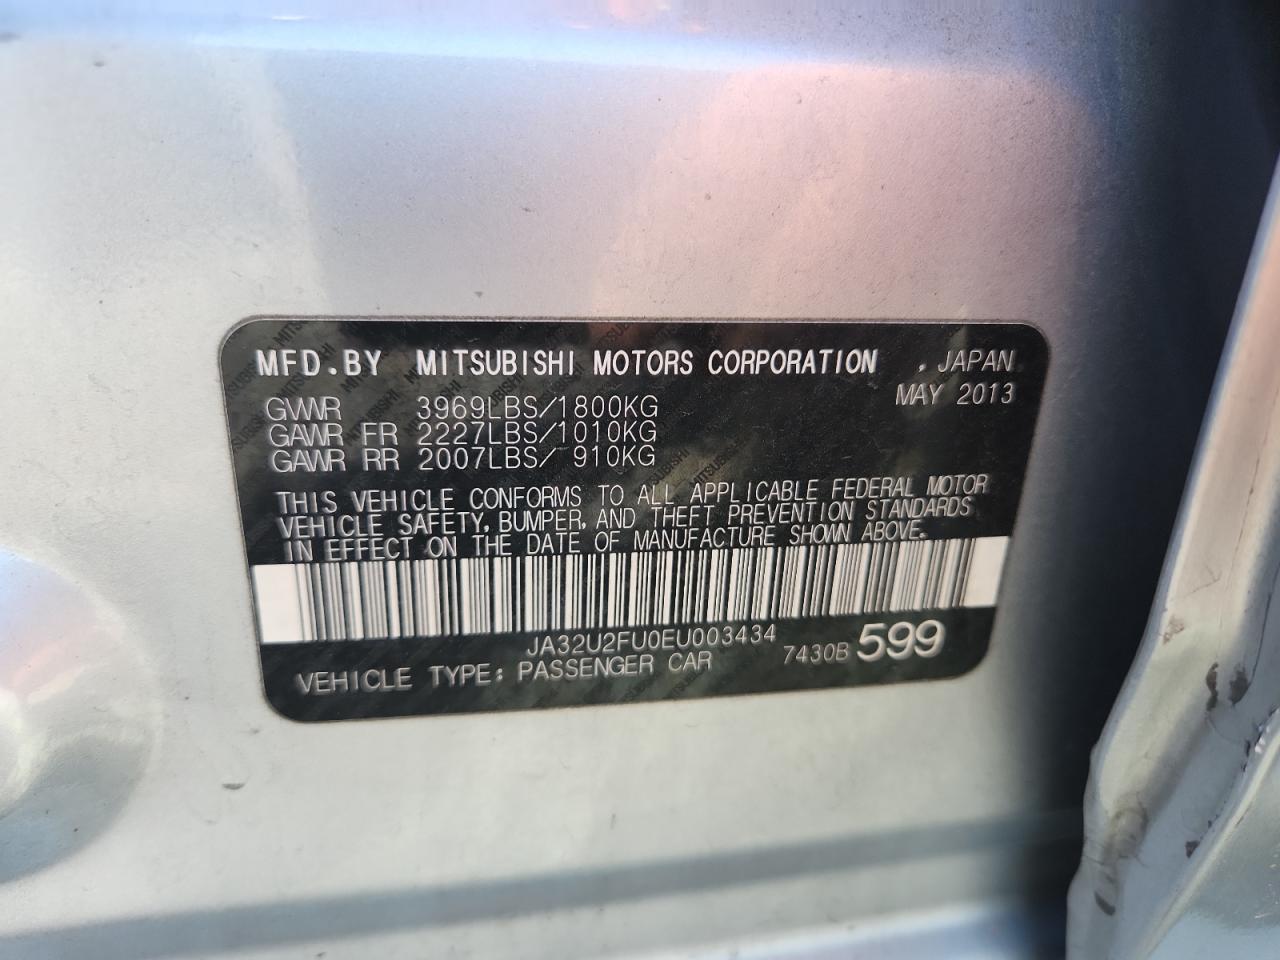 MFD.BY MITSUBISHI MOTORS CORPORATION , JAPAN
MAY 2013
GVWR 3969LBS/1800KG
GAWR FR 2227LBS/1010KG
GAWR RR 2007LBS/ 910KG
THIS VEHICLE CONFORMS TO ALL APPLICABLE FEDERAL MOTOR
VEHICLE SAFETY, BUMPER, AND THEFT PREVENTION STANDARDS
IN EFFECT ON THE DATE OF MANUFACTURE SHOWN ABOVE.
JA32U2FU0EU003434
VEHICLE TYPE: PASSENGER CAR 7430B 599